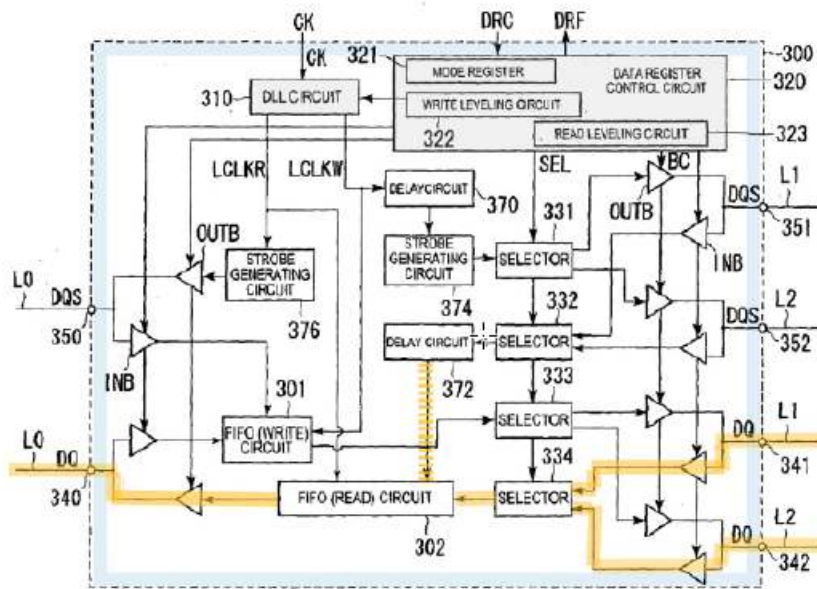 CK
DRC
DRF
CK
300
321
MODE REGISTER
DATA REGISTER
CONTROL CIRCUIT
320
310
DLL CIRCUIT
WRITE LEVELING CIRCUIT
322
READ LEVELING CIRCUIT
323
LCLKR
LCLKW
SEL
BC
DELAY CIRCUIT
370
OUTB
DQS
L1
351
331
OUTB
STROBE
GENERATING
CIRCUIT
376
STROBE
GENERATING
CIRCUIT
374
SELECTOR
INB
L0
DQS
350
332
DELAY CIRCUIT
372
SELECTOR
DQS
L2
352
INB
301
FIFO (WRITE)
CIRCUIT
333
SELECTOR
L0
DQ
340
DQ
L1
341
334
FIFO (READ) CIRCUIT
302
SELECTOR
DQ
L2
342